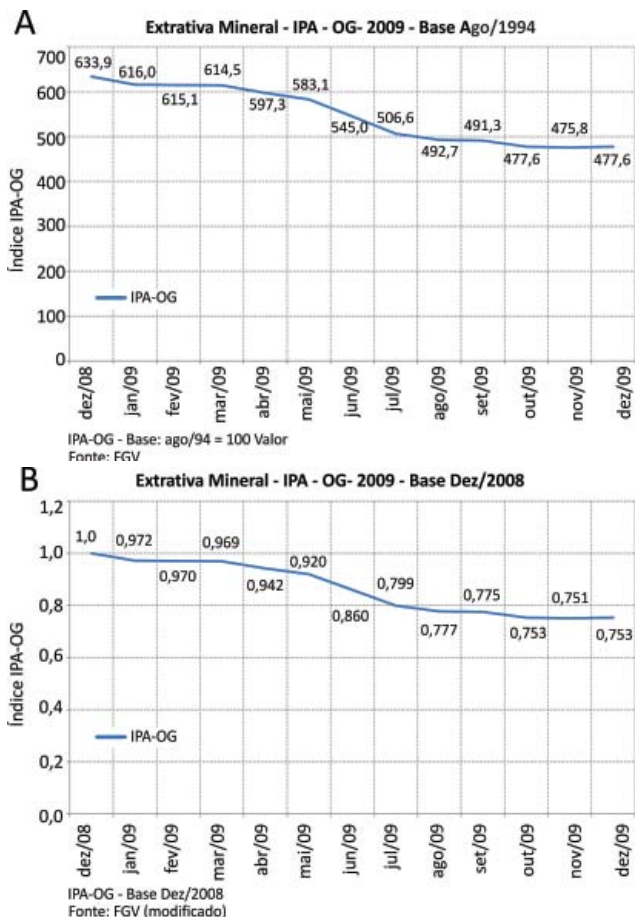 A
Extrativa Mineral - IPA - OG- 2009 - Base Ago/1994
Índice IPA-OG
700
600
500
400
300
200
100
0
633,9
616,0
615,1
614,5
597,3
583,1
545,0
506,6
492,7
491,3
477,6
475,8
477,6
IPA-OG
dez/08
jan/09
fev/09
mar/09
abr/09
mai/09
jun/09
jul/09
ago/09
set/09
out/09
nov/09
dez/09
IPA-OG - Base: ago/94 = 100 Valor
Fonte: FGV
B
Extrativa Mineral - IPA - OG- 2009 - Base Dez/2008
Índice IPA-OG
1,2
1,0
0,8
0,6
0,4
0,2
0,0
1,0
0,972
0,970
0,969
0,942
0,920
0,860
0,799
0,777
0,775
0,753
0,751
0,753
IPA-OG
dez/08
jan/09
fev/09
mar/09
abr/09
mai/09
jun/09
jul/09
ago/09
set/09
out/09
nov/09
dez/09
IPA-OG - Base Dez/2008
Fonte: FGV (modificado)